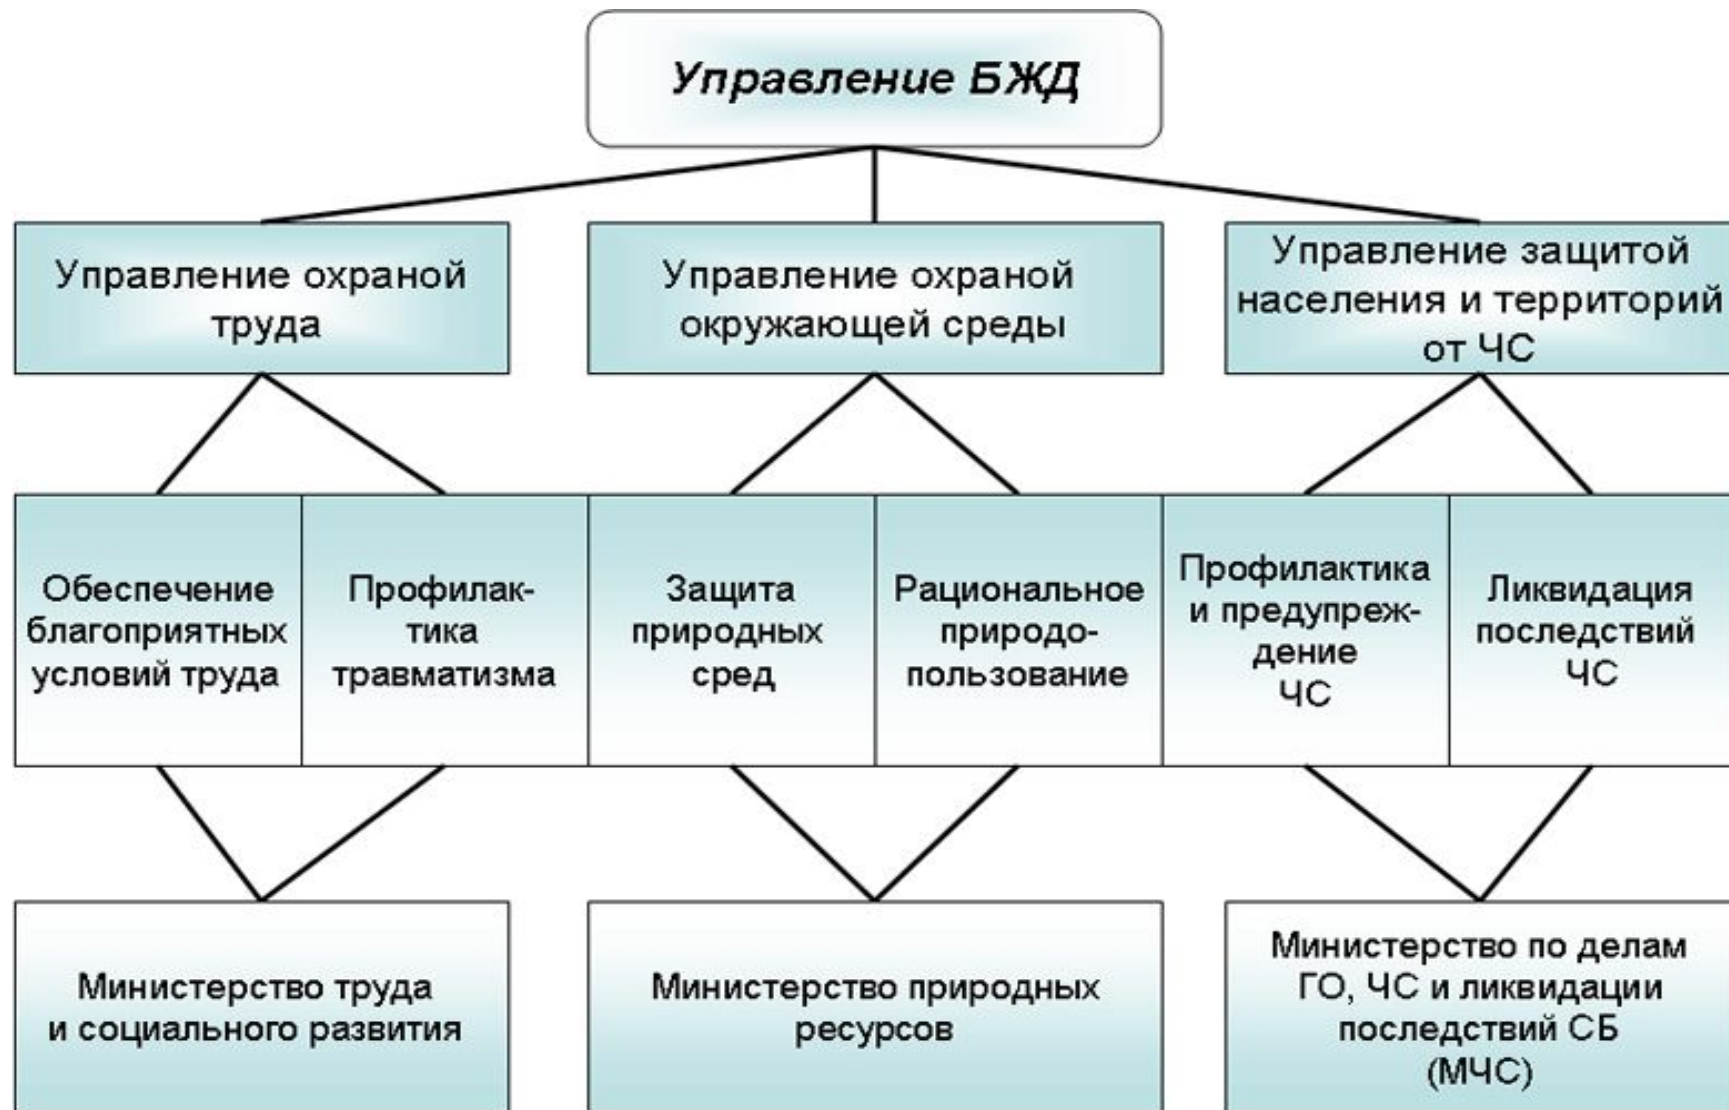 Управление БЖД
Управление охраной
труда
Управление охраной
окружающей среды
Управление защитой
населения и территорий
от ЧС
Обеспечение
благоприятных
условий труда
Профилак-
тика
травматизма
Защита
природных
сред
Рациональное
природо-
пользование
Профилактика
и предупреж-
дение
ЧС
Ликвидация
последствий
ЧС
Министерство труда
и социального развития
Министерство природных
ресурсов
Министерство по делам
ГО, ЧС и ликвидации
последствий СБ
(МЧС)